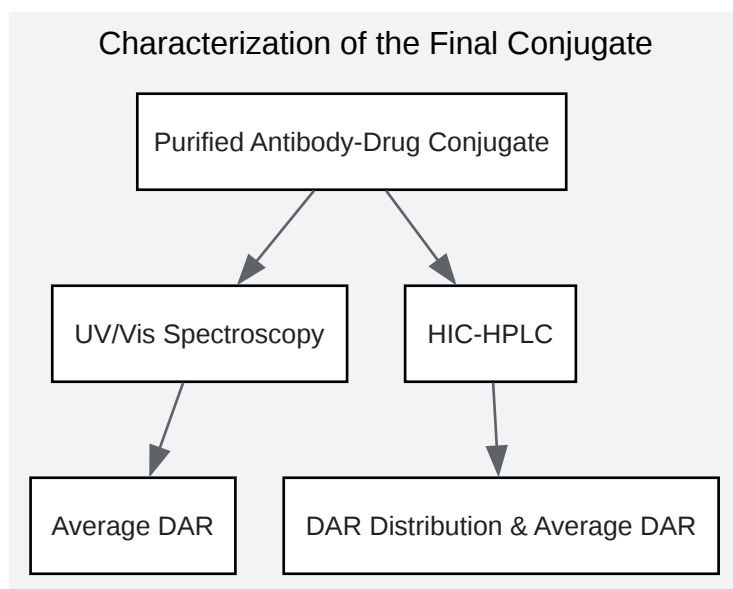 Characterization of the Final Conjugate
Purified Antibody-Drug Conjugate
UV/Vis Spectroscopy
HIC-HPLC
Average DAR
DAR Distribution & Average DAR